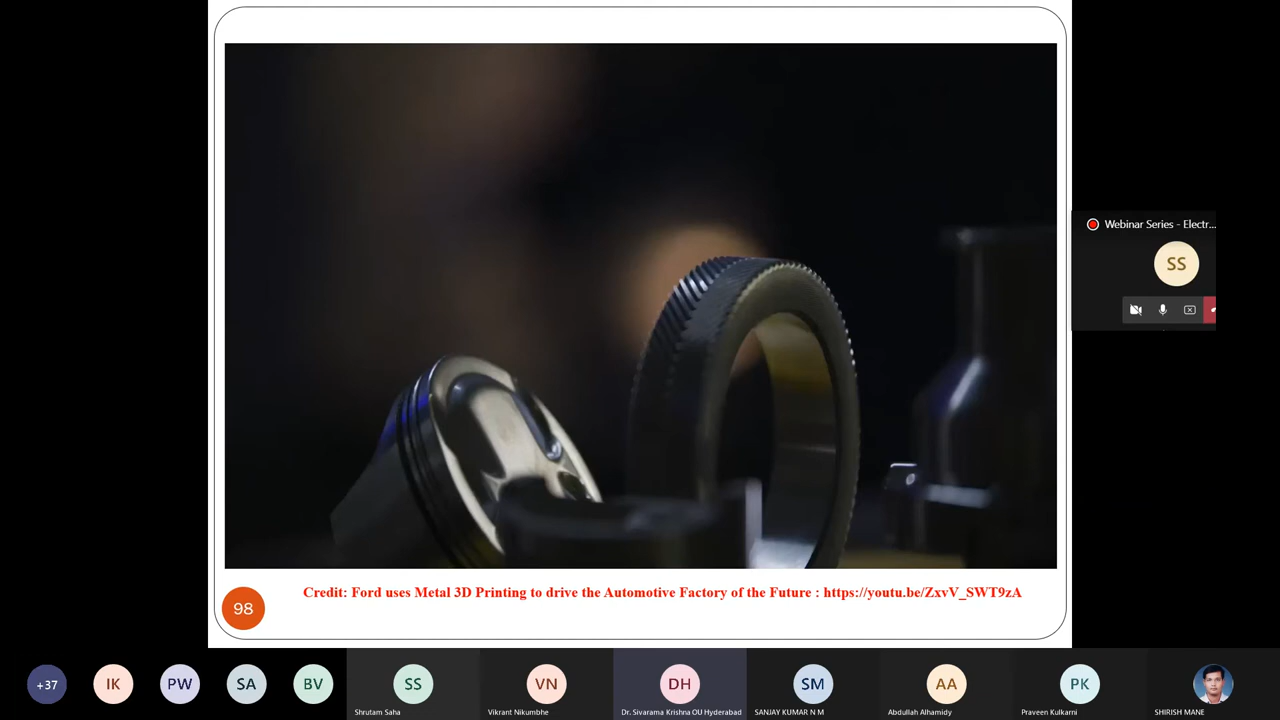 Webinar Series - Electr...
SS
Credit: Ford uses Metal 3D Printing to drive the Automotive Factory of the Future : https://youtu.be/ZxvV_SWT9zA
98
+37
IK
PW
SA
BV
SS
VN
DH
SM
AA
PK
Shrutam Saha
Vikrant Nikumbhe
Dr. Sivarama Krishna OU Hyderabad
SANJAY KUMAR N M
Abdullah Alhamidy
Praveen Kulkarni
SHIRISH MANE